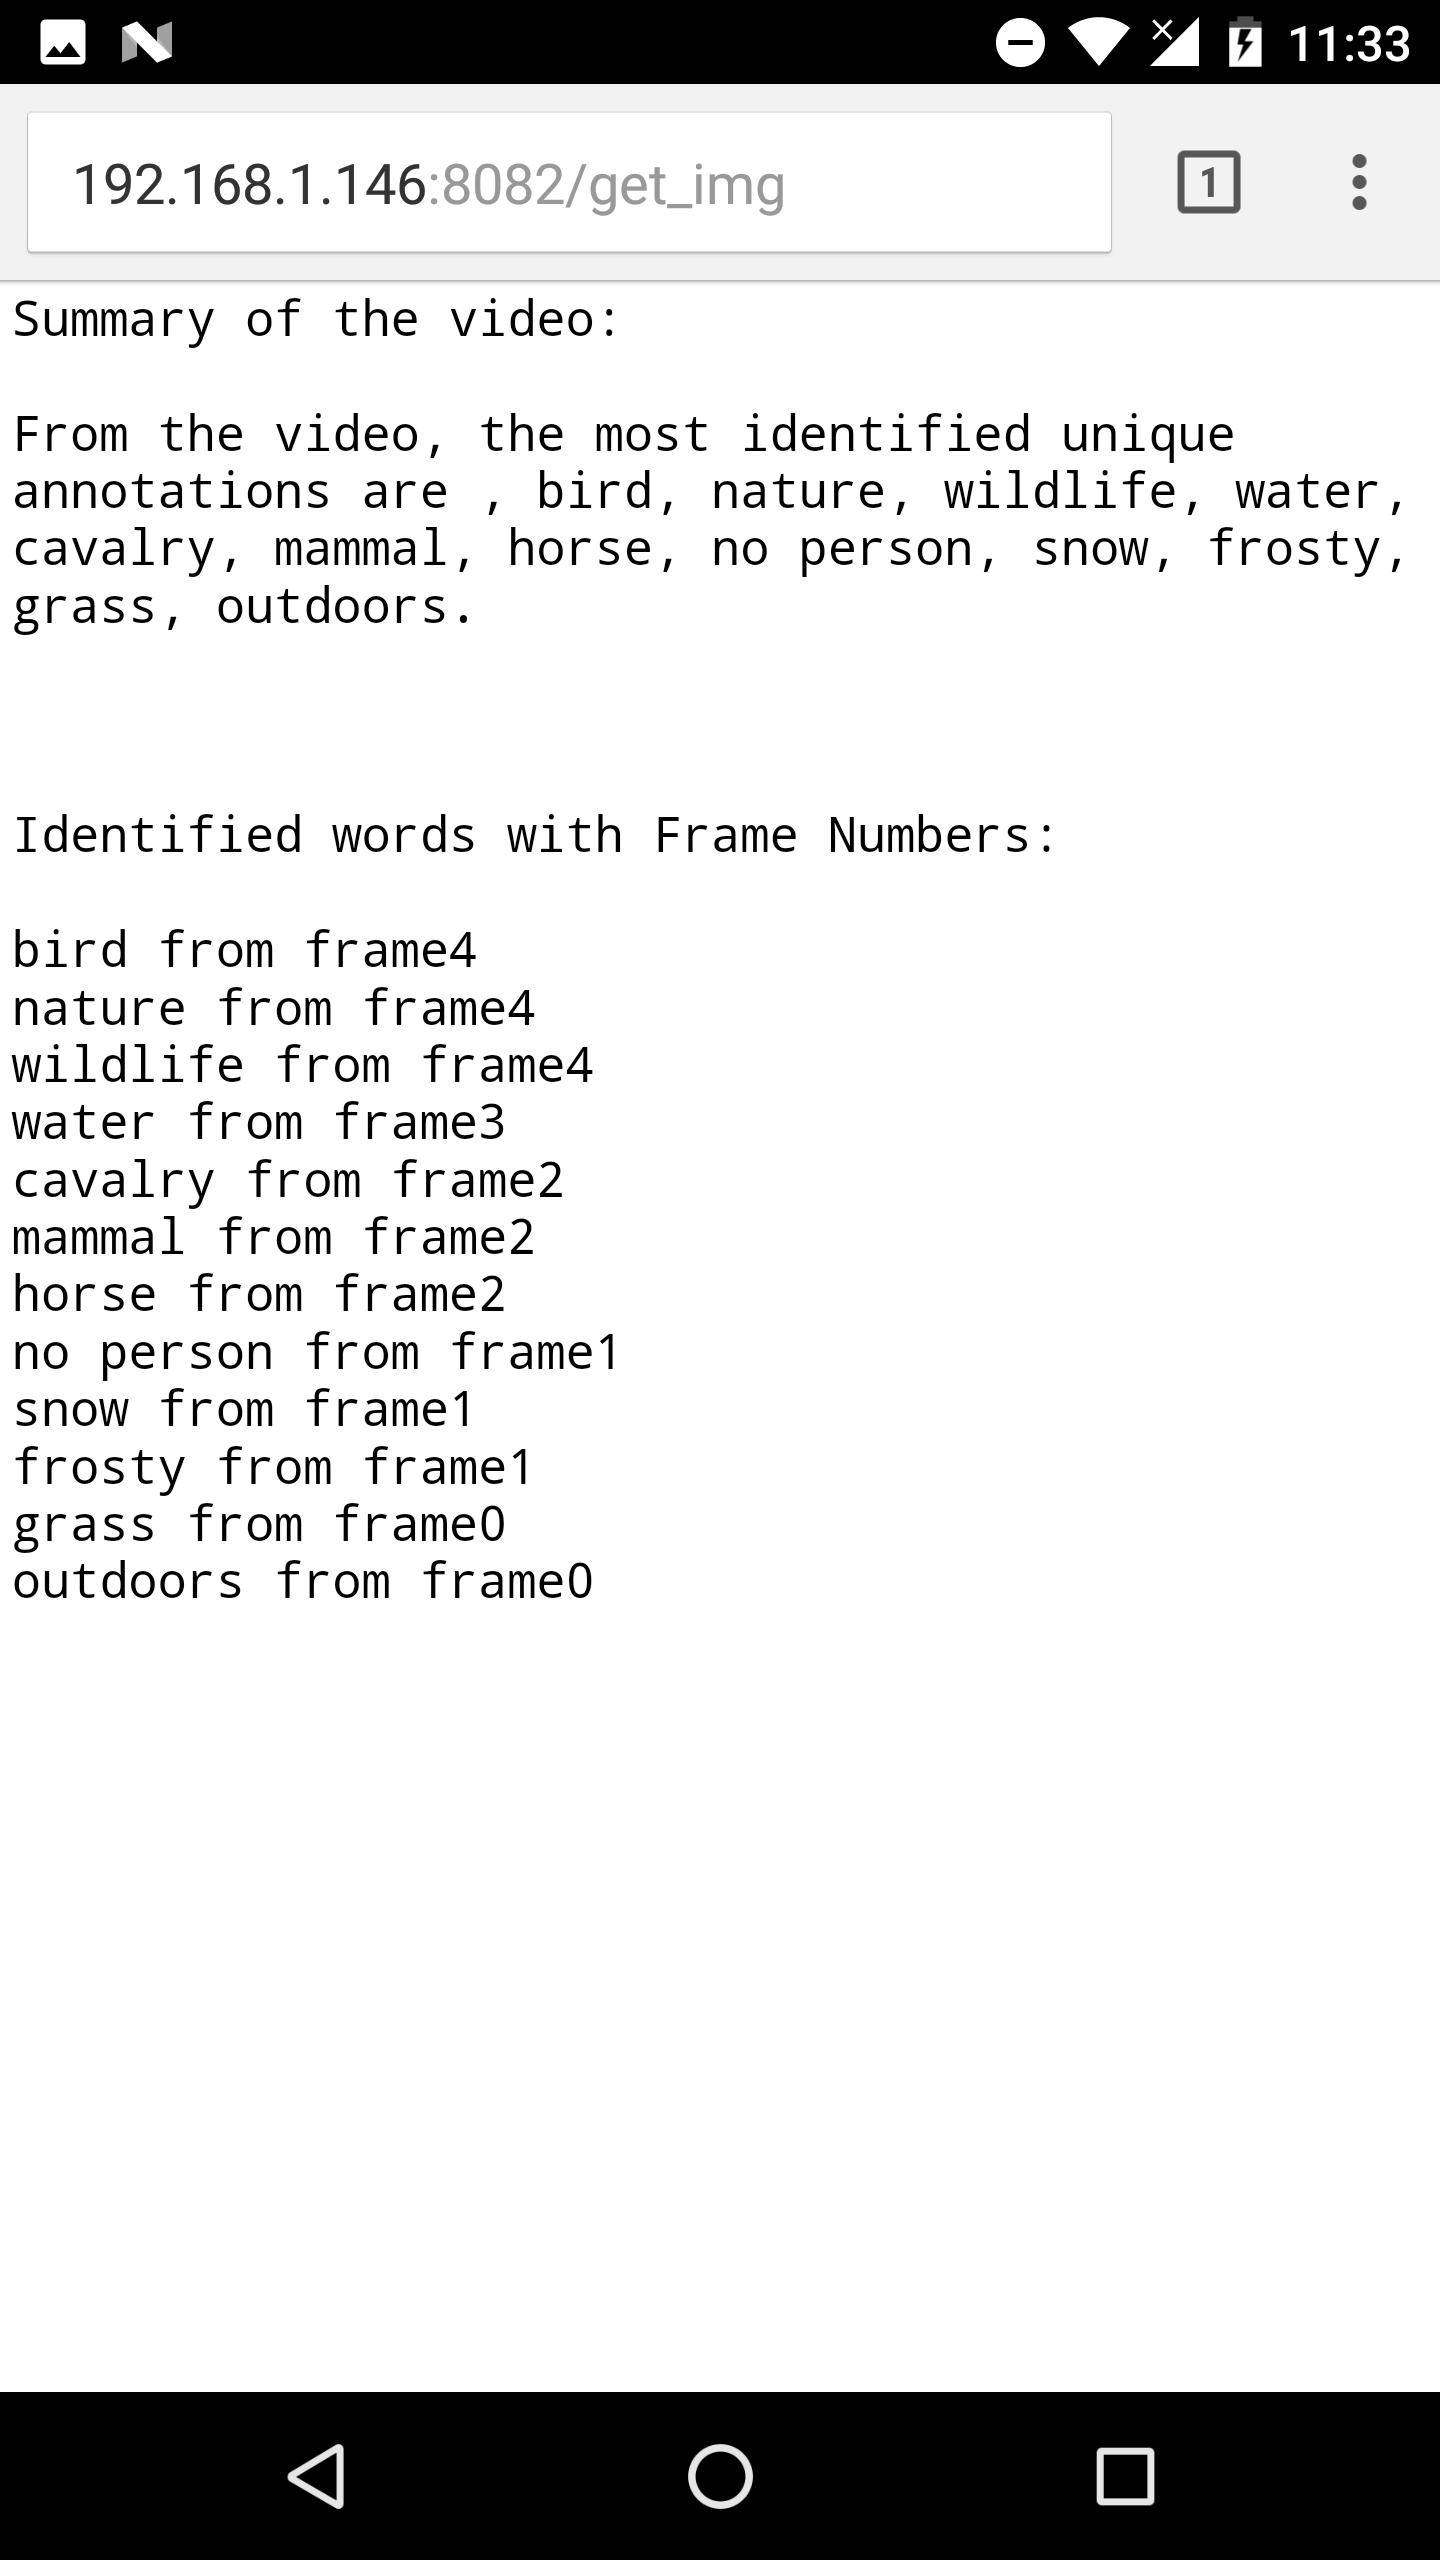 11:33
192.168.1.146:8082/get_img
1
Summary of the video:
From the video, the most identified unique
annotations are , bird, nature, wildlife, water,
cavalry, mammal, horse, no person, snow, frosty,
grass, outdoors.
Identified words with Frame Numbers:
bird from frame4
nature from frame4
wildlife from frame4
water from frame3
cavalry from frame2
mammal from frame2
horse from frame2
no person from frame1
snow from frame1
frosty from frame1
grass from frame0
outdoors from frame0